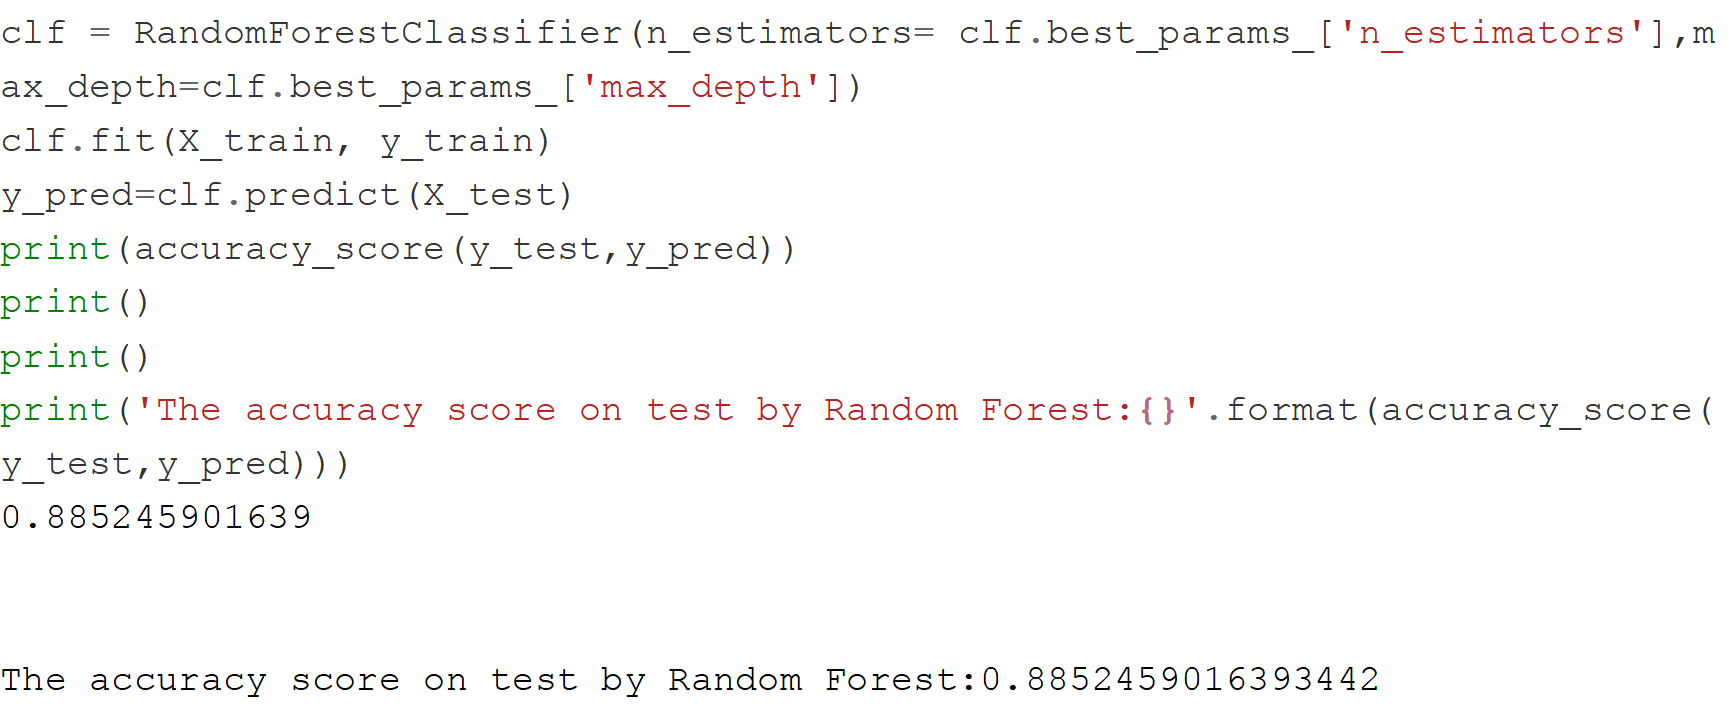 clf = RandomForestClassifier(n_estimators= clf.best_params_['n_estimators'],m
ax_depth=clf.best_params_['max_depth'])
clf.fit(X_train, y_train)
y_pred=clf.predict(X_test)
print(accuracy_score(y_test,y_pred))
print()
print()
print('The accuracy score on test by Random Forest:{}'.format(accuracy_score(
y_test,y_pred)))
0.885245901639
The accuracy score on test by Random Forest:0.8852459016393442